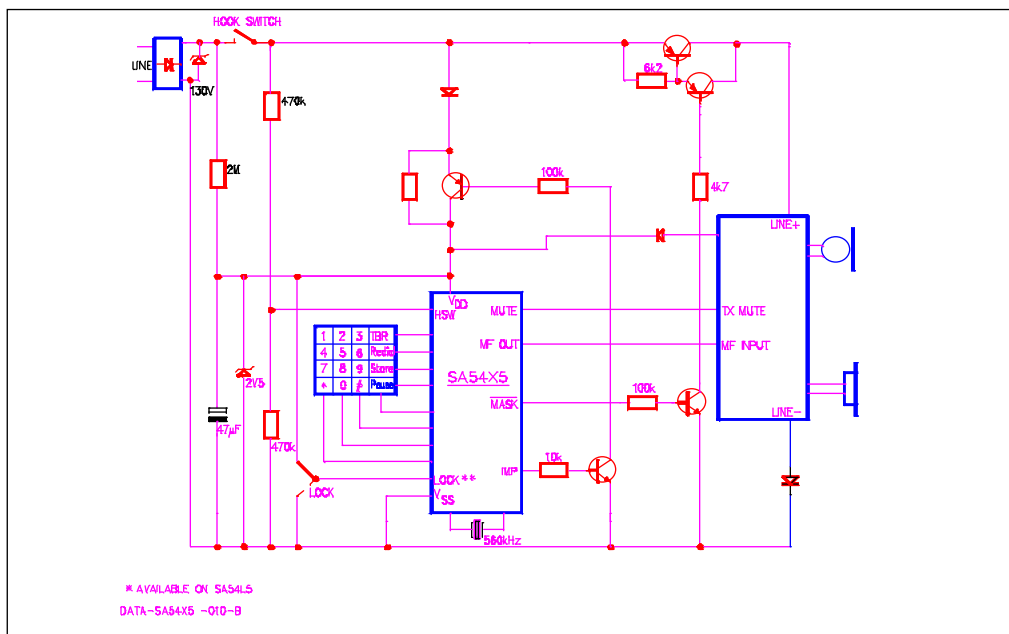 HOOK SWITCH
LINE
130V
6k2
470k
2M
100k
4k7
LINE+
V DD
HSW
MUTE
TX MUTE
1 2 3 TBR
MF OUT
MF INPUT
4 5 6 Redial
7 8 9 Store
SA54X5
* 0 # Pause
2V5
100k
MASK
LINE-
47µF
470k
10k
IMP
LOCK**
LOCK
V SS
560kHz
* AVAILABLE ON SA54L5
DATA-SA54X5 -010-B